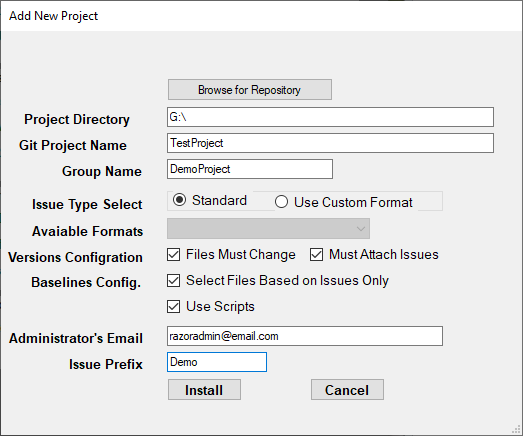 Add New Project
Browse for Repository
Project Directory G:\
Git Project Name TestProject
Group Name DemoProject
Issue Type Select Standard Use Custom Format
Avaiable Formats
Versions Configration Files Must Change Must Attach Issues
Baselines Config. Select Files Based on Issues Only
Use Scripts
Administrator's Email razoradmin@email.com
Issue Prefix Demo
Install Cancel